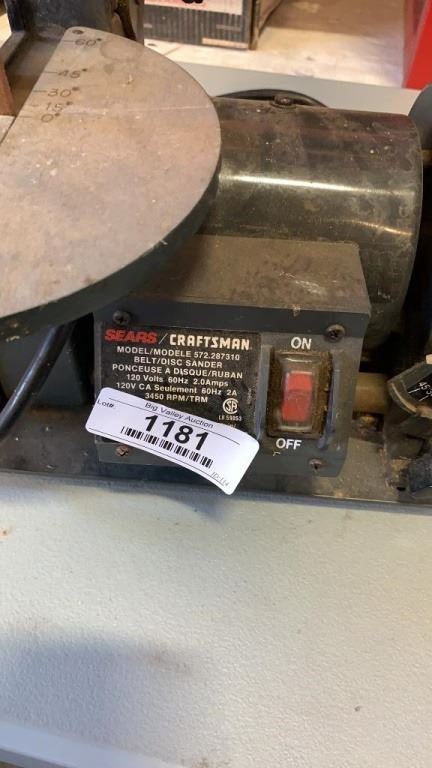 60°
45°
30°
15°
0°
SEARS / CRAFTSMAN
MODEL/MODELE 572.287310
BELT/DISC SANDER
PONCEUSE A DISQUE/RUBAN
120 Volts 60Hz 2.0Amps
120V CA Seulement 60Hz 2A
3450 RPM/TRM
ON
OFF
Lot#:
Big Valley Auction
1181